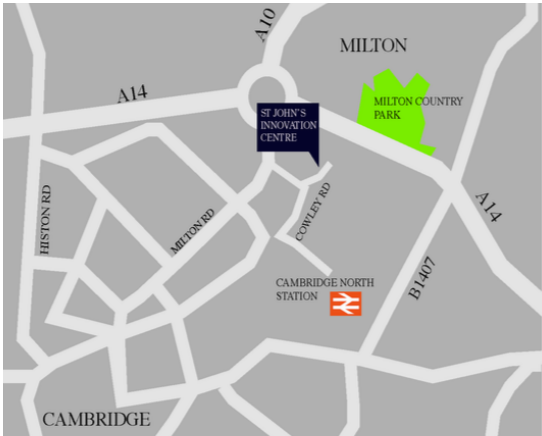 A10
MILTON
A14
MILTON COUNTRY
PARK
ST JOHN'S
INNOVATION
CENTRE
A14
HISTON RD
MILTON RD
COWLEY RD
B1407
CAMBRIDGE NORTH
STATION
CAMBRIDGE